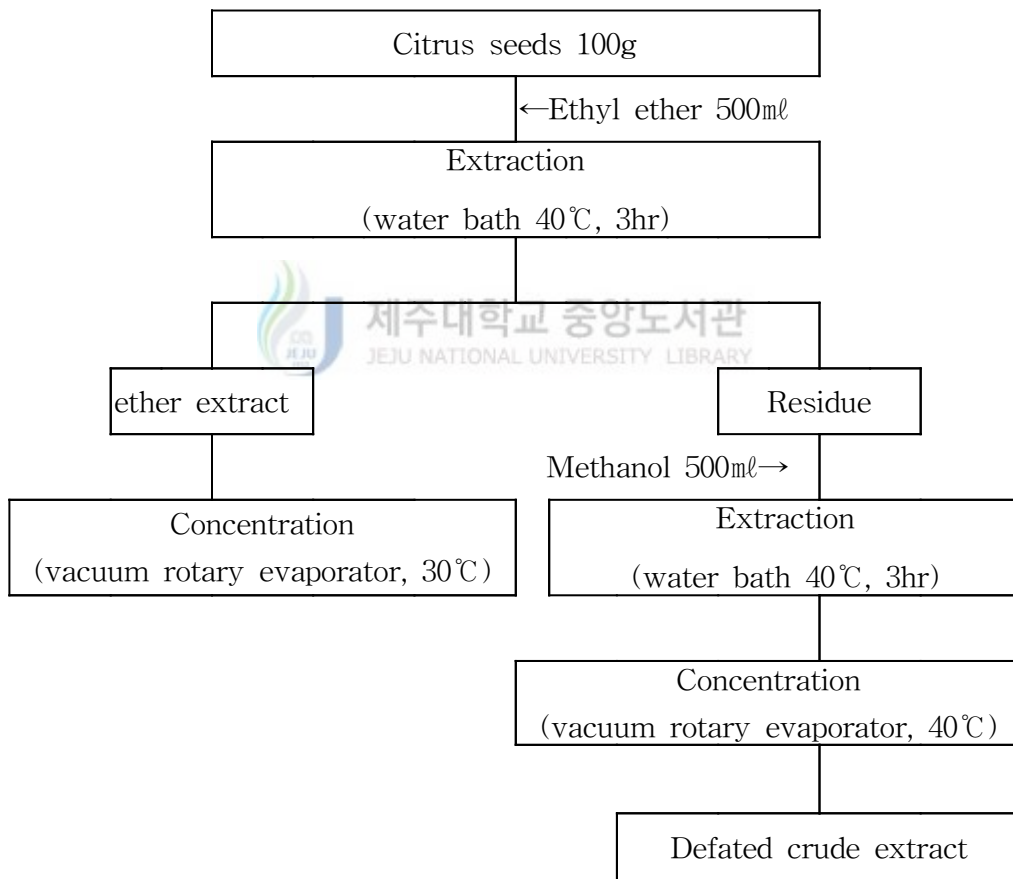 Citrus seeds 100g
←Ethyl ether 500㎖
Extraction
(water bath 40℃, 3hr)
제주대학교 중앙도서관
JEJU NATIONAL UNIVERSITY LIBRARY
JEJU
ether extract
Residue
Methanol 500㎖→
Concentration
(vacuum rotary evaporator, 30℃)
Extraction
(water bath 40℃, 3hr)
Concentration
(vacuum rotary evaporator, 40℃)
Defated crude extract